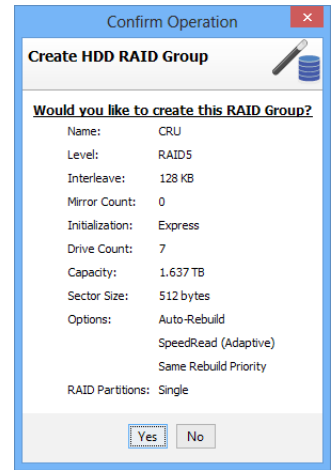 Confirm Operation
Create HDD RAID Group
Would you like to create this RAID Group?
Name: CRU
Level: RAID5
Interleave: 128 KB
Mirror Count: 0
Initialization: Express
Drive Count: 7
Capacity: 1.637 TB
Sector Size: 512 bytes
Options: Auto-Rebuild
SpeedRead (Adaptive)
Same Rebuild Priority
RAID Partitions: Single
Yes No